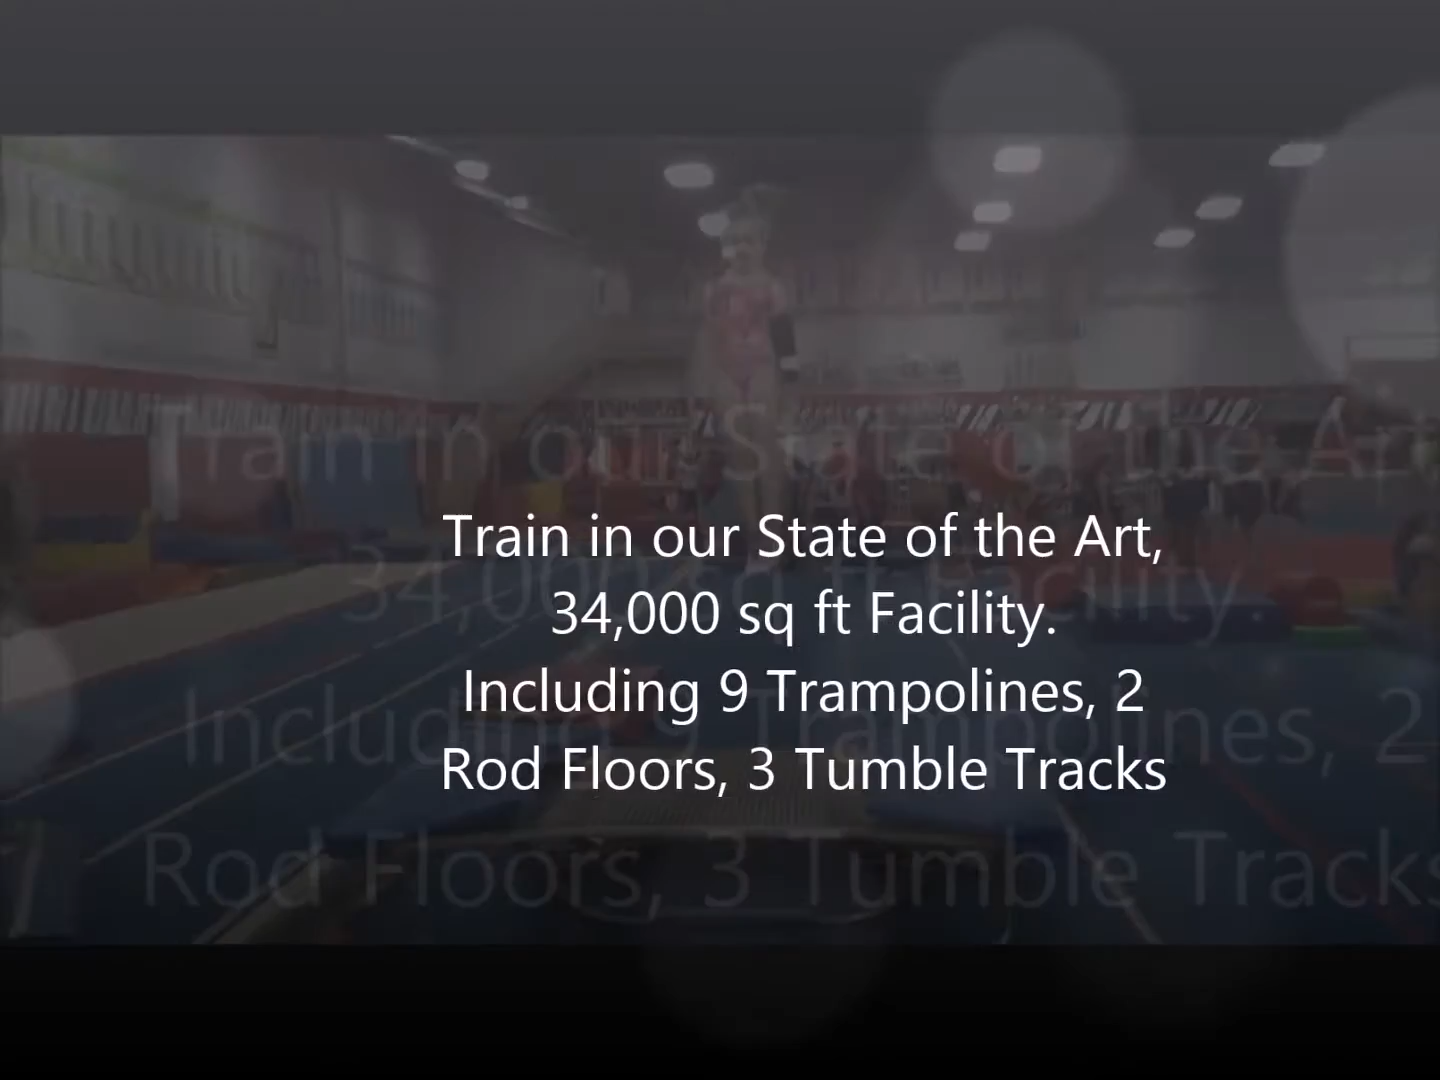 Train in our State of the Art,
34,000 sq ft Facility.
Including 9 Trampolines, 2
Rod Floors, 3 Tumble Tracks